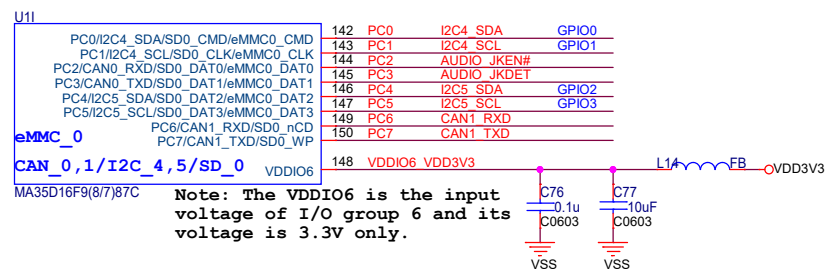 U1I
PC0/I2C4_SDA/SD0_CMD/eMMC0_CMD 142 PC0 I2C4_SDA GPIO0
PC1/I2C4_SCL/SD0_CLK/eMMC0_CLK 143 PC1 I2C4_SCL GPIO1
PC2/CAN0_RXD/SD0_DAT0/eMMC0_DAT0 144 PC2 AUDIO_JKEN#
PC3/CAN0_TXD/SD0_DAT1/eMMC0_DAT1 145 PC3 AUDIO_JKDET
PC4/I2C5_SDA/SD0_DAT2/eMMC0_DAT2 146 PC4 I2C5_SDA GPIO2
PC5/I2C5_SCL/SD0_DAT3/eMMC0_DAT3 147 PC5 I2C5_SCL GPIO3
PC6/CAN1_RXD/SD0_nCD 149 PC6 CAN1_RXD
PC7/CAN1_TXD/SD0_WP 150 PC7 CAN1_TXD
eMMC_0
CAN_0,1/I2C_4,5/SD_0 VDDIO6 148 VDDIO6_VDD3V3 L14 FB VDD3V3
MA35D16F9(8/7)87C
Note: The VDDIO6 is the input
voltage of I/O group 6 and its
voltage is 3.3V only.
C76 C77
0.1u 10uF
C0603 C0603
VSS VSS